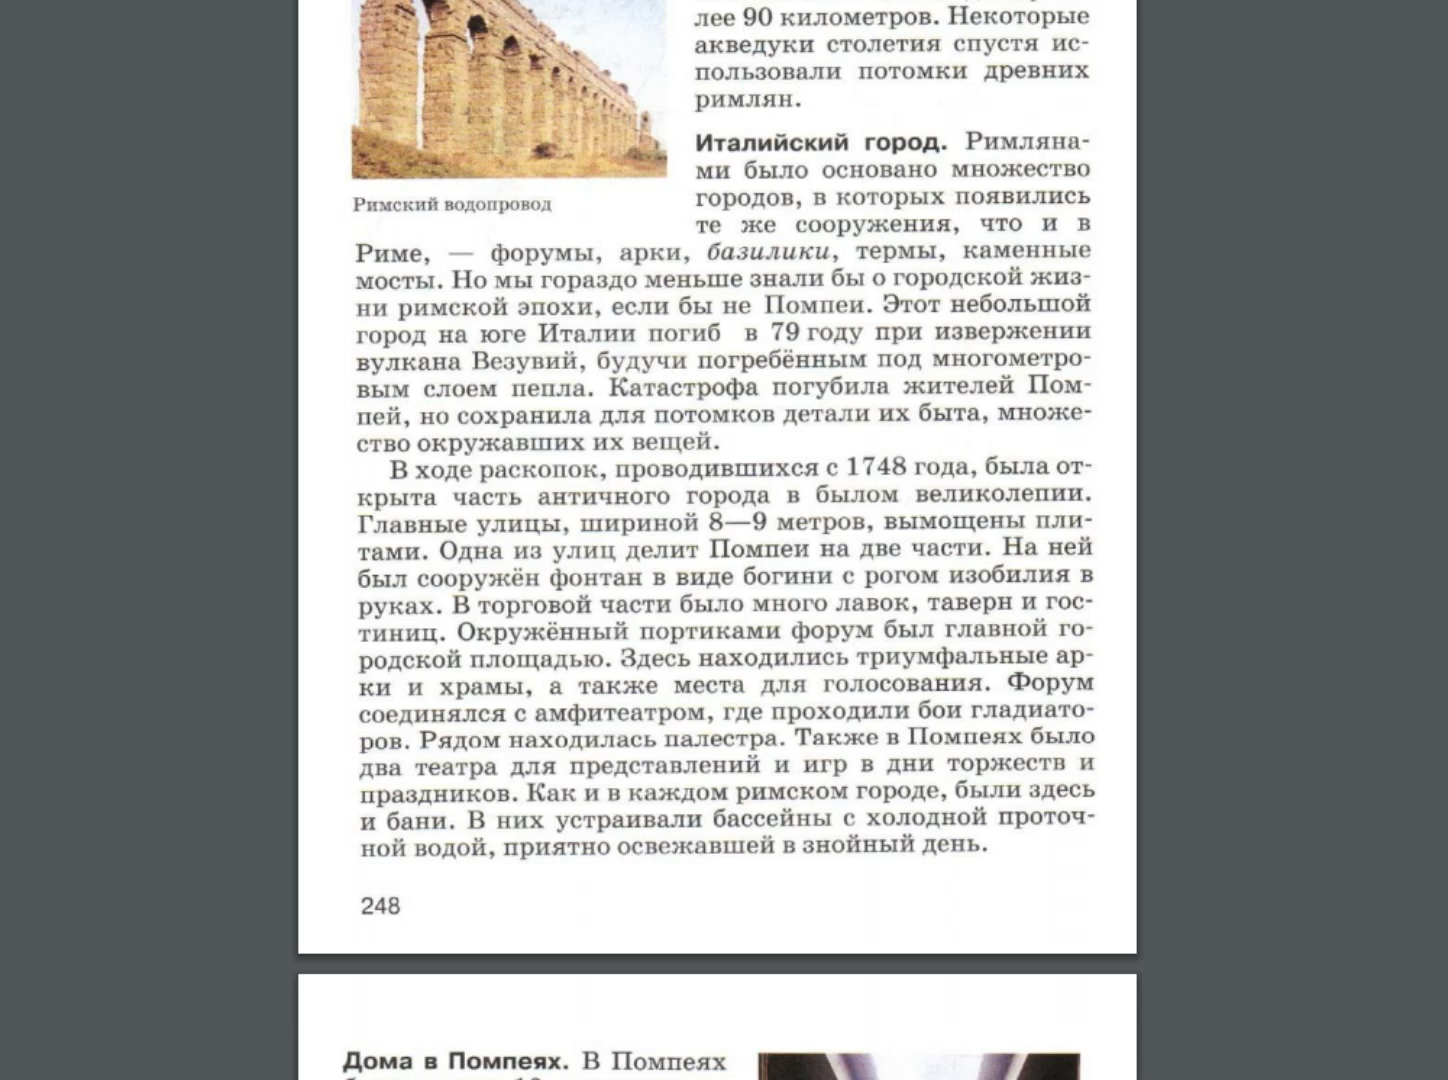 лее 90 километров. Некоторые
акведуки столетия спустя ис-
пользовали потомки древних
римлян.
Италийский город. Римляна-
ми было основано множество
городов, в которых появились
те же сооружения, что и в
Римский водопровод
Риме, — форумы, арки, базилики, термы, каменные
мосты. Но мы гораздо меньше знали бы о городской жиз-
ни римской эпохи, если бы не Помпеи. Этот небольшой
город на юге Италии погиб в 79 году при извержении
вулкана Везувий, будучи погребённым под многометро-
вым слоем пепла. Катастрофа погубила жителей Пом-
пей, но сохранила для потомков детали их быта, множе-
ство окружавших их вещей.
В ходе раскопок, проводившихся с 1748 года, была от-
крыта часть античного города в былом великолепии.
Главные улицы, шириной 8—9 метров, вымощены пли-
тами. Одна из улиц делит Помпеи на две части. На ней
был сооружён фонтан в виде богини с рогом изобилия в
руках. В торговой части было много лавок, таверн и гос-
тиниц. Окружённый портиками форум был главной го-
родской площадью. Здесь находились триумфальные ар-
ки и храмы, а также места для голосования. Форум
соединялся с амфитеатром, где проходили бои гладиато-
ров. Рядом находилась палестра. Также в Помпеях было
два театра для представлений и игр в дни торжеств и
праздников. Как и в каждом римском городе, были здесь
и бани. В них устраивали бассейны с холодной проточ-
ной водой, приятно освежавшей в знойный день.
248
Дома в Помпеях. В Помпеях